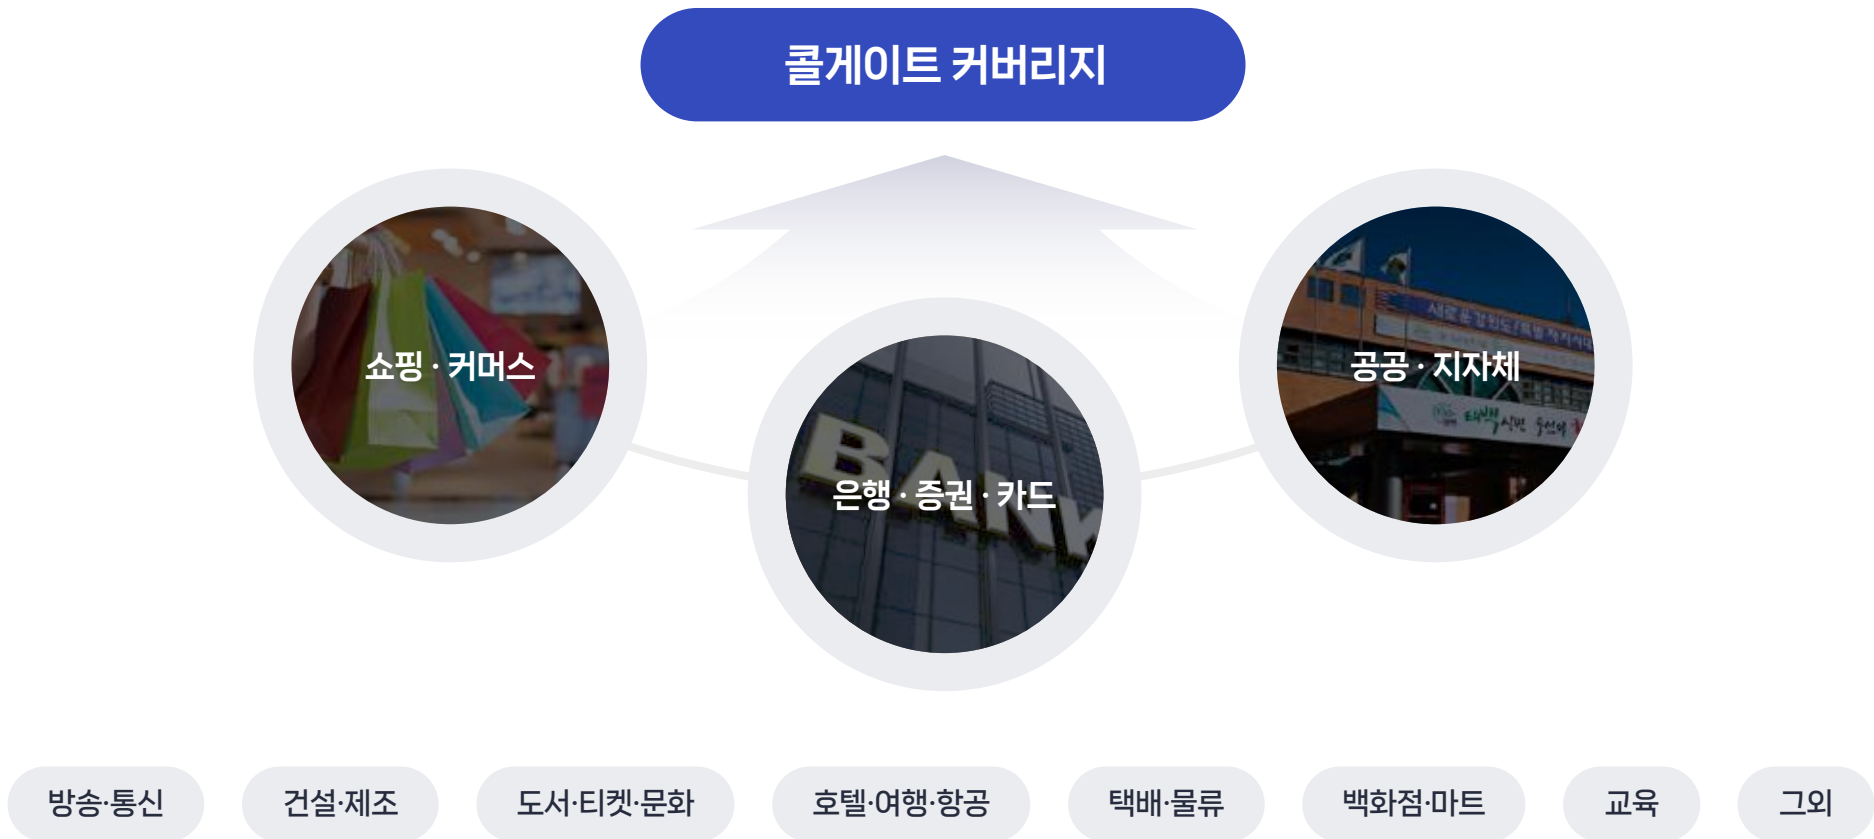 콜게이트 커버리지
쇼핑 · 커머스
은행 · 증권 · 카드
공공 · 지자체
BANK
태백
방송·통신
건설·제조
도서·티켓·문화
호텔·여행·항공
택배·물류
백화점·마트
교육
그외